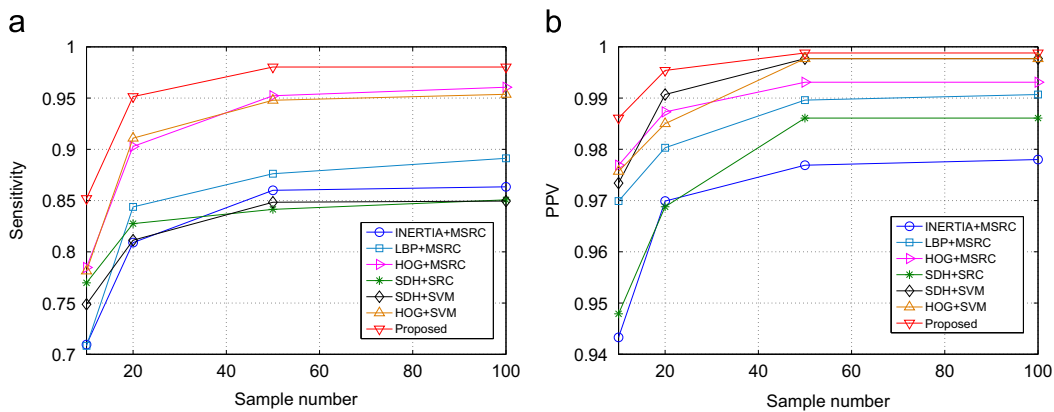 a
1
0.95
0.9
0.85
0.8
0.75
0.7
20
40
60
80
100
Sensitivity
Sample number
INERTIA+MSRC
LBP+MSRC
HOG+MSRC
SDH+SRC
SDH+SVM
HOG+SVM
Proposed
b
1
0.99
0.98
0.97
0.96
0.95
0.94
20
40
60
80
100
PPV
Sample number
INERTIA+MSRC
LBP+MSRC
HOG+MSRC
SDH+SRC
SDH+SVM
HOG+SVM
Proposed